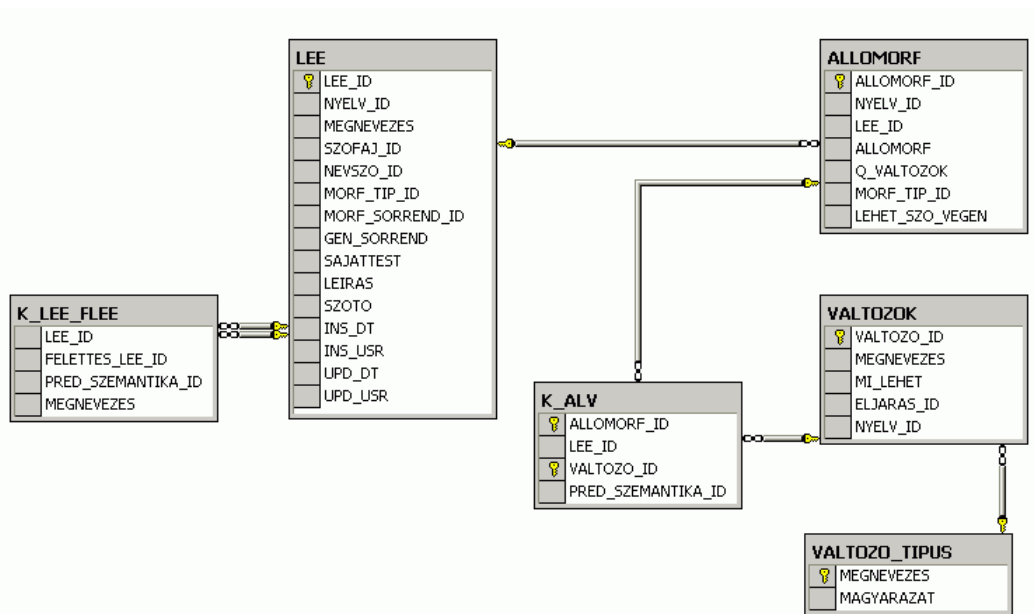 LEE
LEE_ID
NYELV_ID
MEGNEVEZES
SZOFAJ_ID
NEVSZO_ID
MORF_TIP_ID
MORF_SORREND_ID
GEN_SORREND
SAJATTEST
LEIRAS
SZOTO
INS_DT
INS_USR
UPD_DT
UPD_USR
ALLOMORF
ALLOMORF_ID
NYELV_ID
LEE_ID
ALLOMORF
Q_VALTOZOK
MORF_TIP_ID
LEHET_SZO_VEGEN
K_LEE_FLEE
LEE_ID
FELETTES_LEE_ID
PRED_SZEMANTIKA_ID
MEGNEVEZES
VALTOZOK
VALTOZO_ID
MEGNEVEZES
MI_LEHET
ELJARAS_ID
NYELV_ID
K_ALV
ALLOMORF_ID
LEE_ID
VALTOZO_ID
PRED_SZEMANTIKA_ID
VALTOZO_TIPUS
MEGNEVEZES
MAGYARAZAT